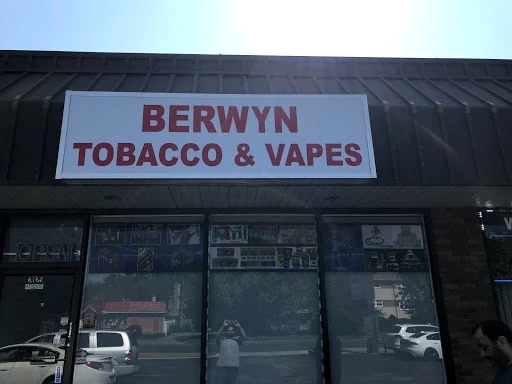 BERWYN
TOBACCO & VAPES
OPEN